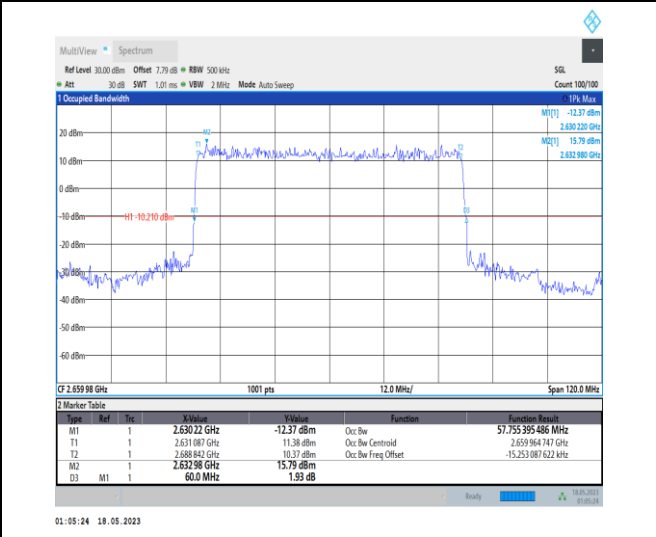 MultiView Spectrum
Ref Level 30.00 dBm Offset 7.79 dB RBW 500 kHz SGL
Att 30 dB SWT 1.01 ms VBW 2 MHz Mode Auto Sweep Count 100/100
1 Occupied Bandwidth 1Pk Max
M1[1] -12.37 dBm
2.630 220 GHz
M2[1] 15.79 dBm
2.632 980 GHz
20 dBm
M2
T1
T2
10 dBm
0 dBm
M1
D3
-10 dBm
H1 -10.210 dBm
-20 dBm
-30 dBm
-40 dBm
-50 dBm
-60 dBm
CF 2.659 98 GHz 1001 pts 12.0 MHz/ Span 120.0 MHz
2 Marker Table
Type Ref Trc X-Value Y-Value Function Function Result
M1 1 2.63022 GHz -12.37 dBm Occ Bw 57.755 395 486 MHz
T1 1 2.631 087 GHz 11.38 dBm Occ Bw Centroid 2.659 964 747 GHz
T2 1 2.688 842 GHz 10.37 dBm Occ Bw Freq Offset -15.253 087 622 kHz
M2 1 2.632 98 GHz 15.79 dBm
D3 M1 1 60.0 MHz 1.93 dB
Ready 18.05.2023
01:05:24
01:05:24 18.05.2023